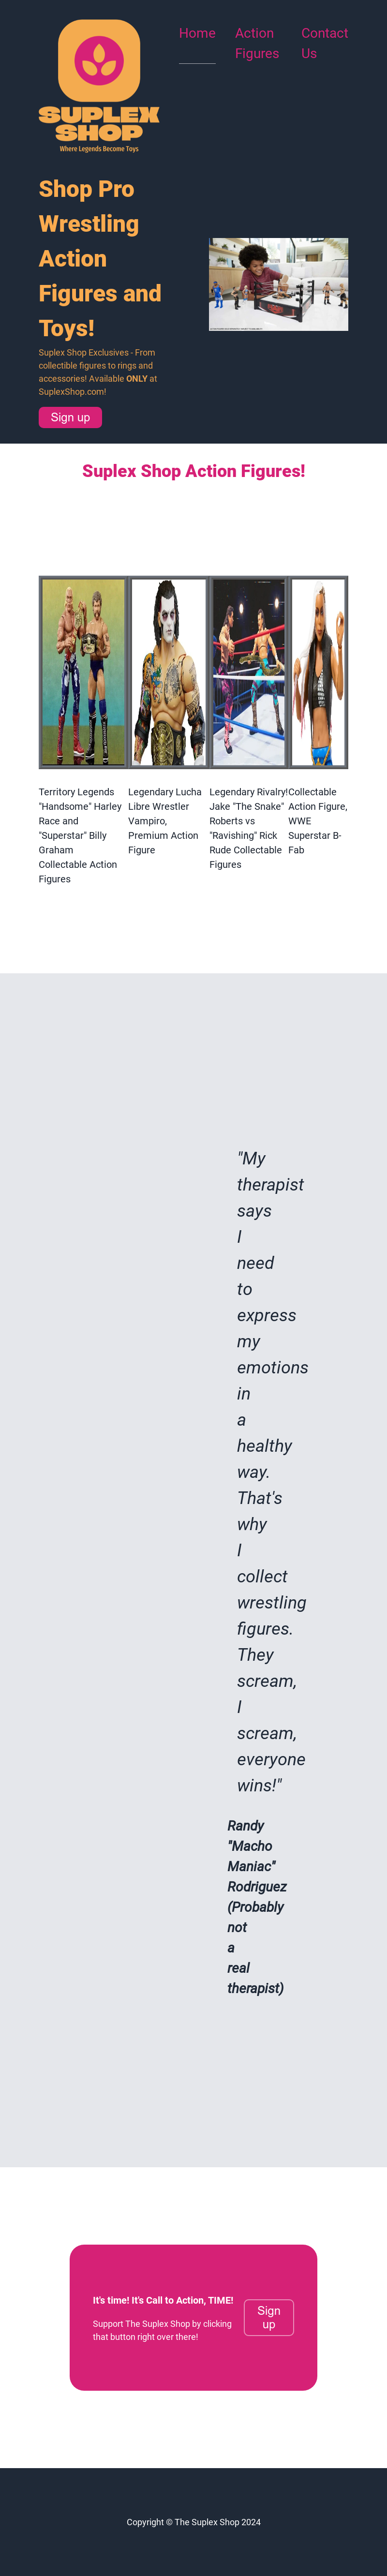 SUPLEX
SHOP
Where Legends Become Toys
Home
Action
Figures
Contact
Us
Shop Pro
Wrestling
Action
Figures and
Toys!
Suplex Shop Exclusives - From
collectible figures to rings and
accessories! Available ONLY at
SuplexShop.com!
Sign up
Suplex Shop Action Figures!
Territory Legends
"Handsome" Harley
Race and
"Superstar" Billy
Graham
Collectable Action
Figures
Legendary Lucha
Libre Wrestler
Vampiro,
Premium Action
Figure
Legendary Rivalry!
Jake "The Snake"
Roberts vs
"Ravishing" Rick
Rude Collectable
Figures
Collectable
Action Figure,
WWE
Superstar B-
Fab
"My
therapist
says
I
need
to
express
my
emotions
in
a
healthy
way.
That's
why
I
collect
wrestling
figures.
They
scream,
I
scream,
everyone
wins!"
Randy
"Macho
Maniac"
Rodriguez
(Probably
not
a
real
therapist)
It's time! It's Call to Action, TIME!
Support The Suplex Shop by clicking
that button right over there!
Sign
up
Copyright © The Suplex Shop 2024